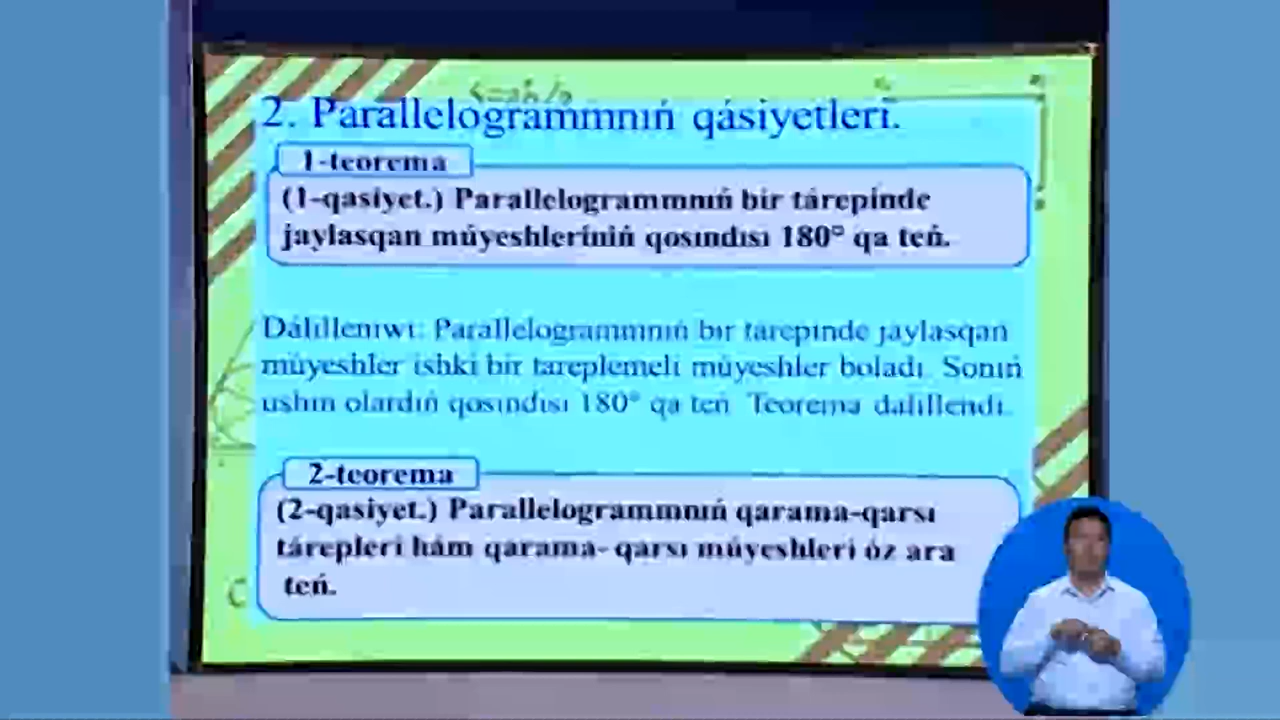 2. Parallelogrammnıń qásiyetleri.
1-teorema
(1-qasiyet.) Parallelogrammnıń bir tárepinde
jaylasqan múyeshleriniń qosındısı 180° qa teń.
Dálilleniwi: Parallelogrammnıń bir tárepinde jaylasqan
múyeshler ishki bir tareplemeli múyeshler boladı. Sonıń
ushın olardıń qosındısı 180° qa teń. Teorema dalillendi.
2-teorema
(2-qasiyet.) Parallelogrammnıń qarama-qarsı
tárepleri hám qarama- qarsı múyeshleri óz ara
teń.